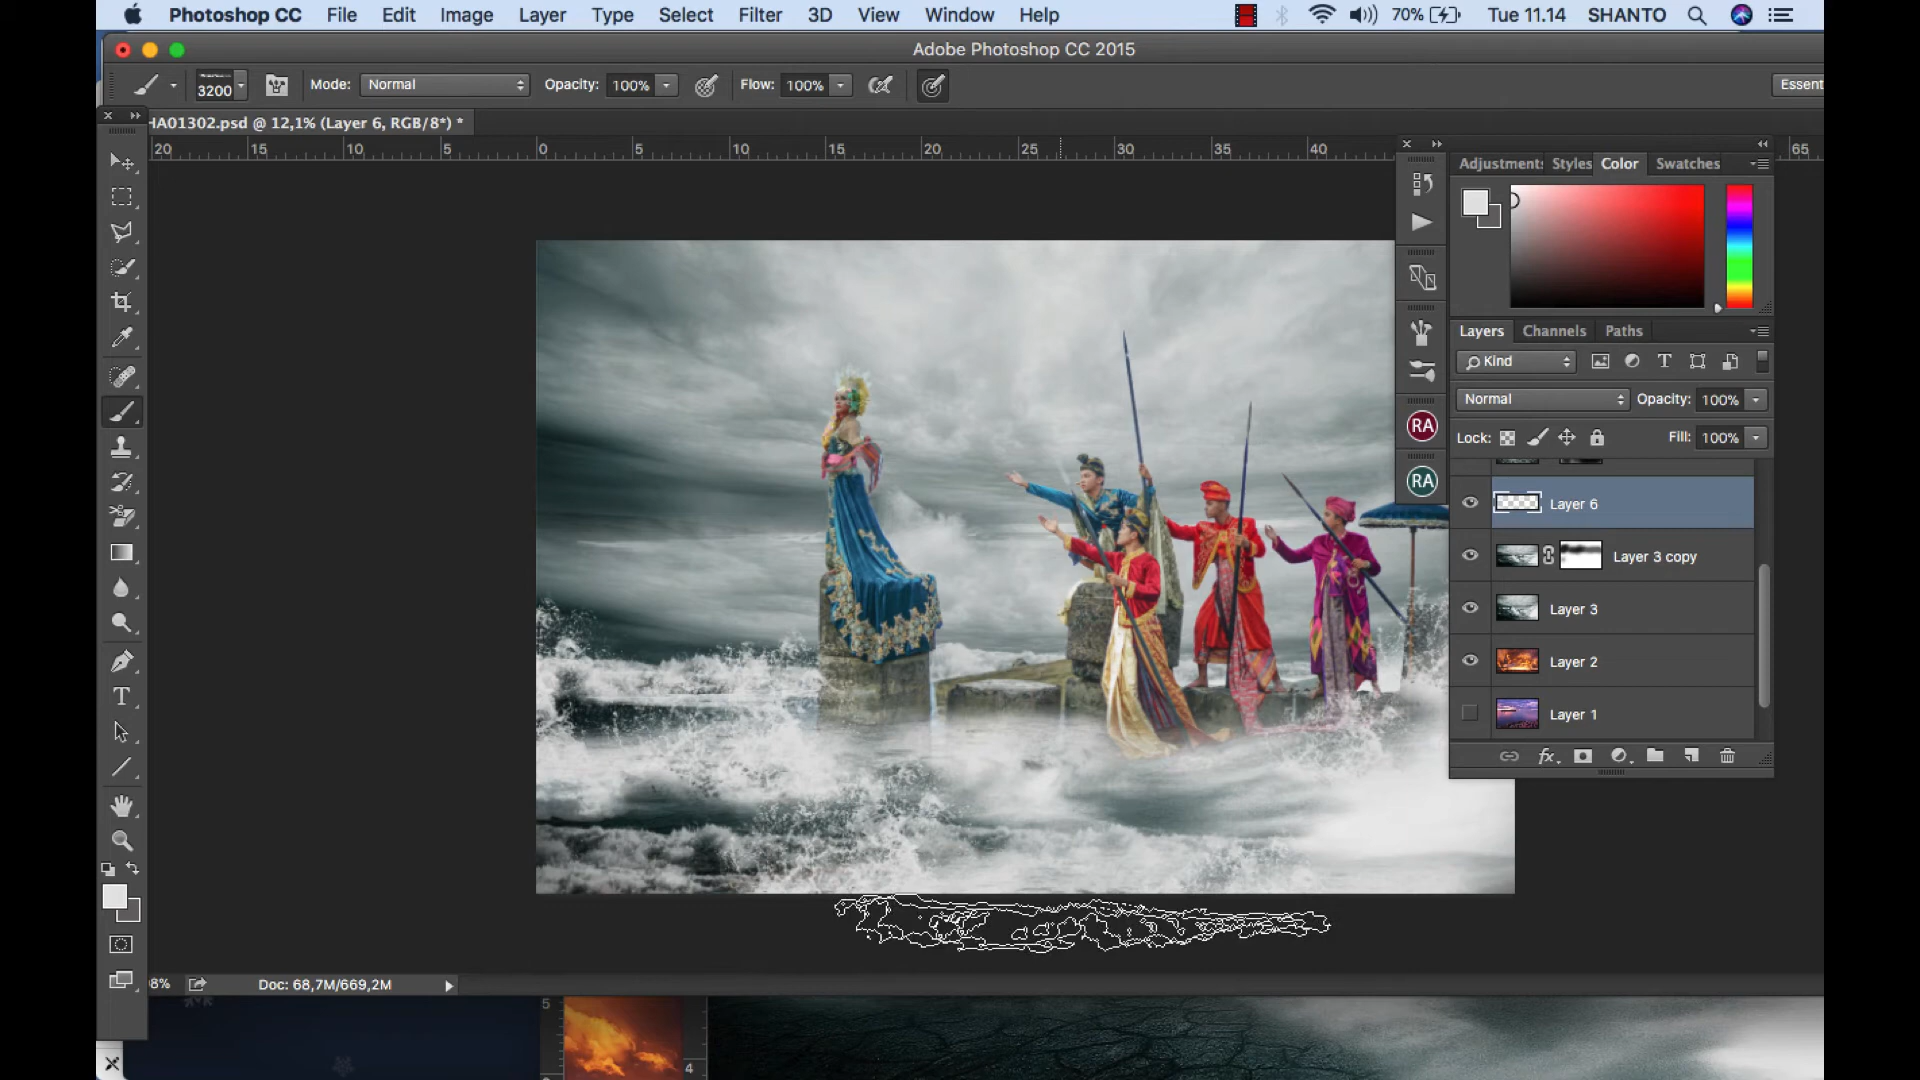 Photoshop CC File Edit Image Layer Type Select Filter 3D View Window Help 70% Tue 11.14 SHANTO
Adobe Photoshop CC 2015
3200 Mode: Normal Opacity: 100% Flow: 100% Essent
HA01302.psd @ 12,1% (Layer 6, RGB/8*) *
20 15 10 5 0 5 10 15 20 25 30 35 40 65
Adjustments Styles Color Swatches
Layers Channels Paths
Kind
Normal Opacity: 100%
Lock: Fill: 100%
RA
RA
Layer 6
Layer 3 copy
Layer 3
Layer 2
Layer 1
8% Doc: 68,7M/669,2M
5
4